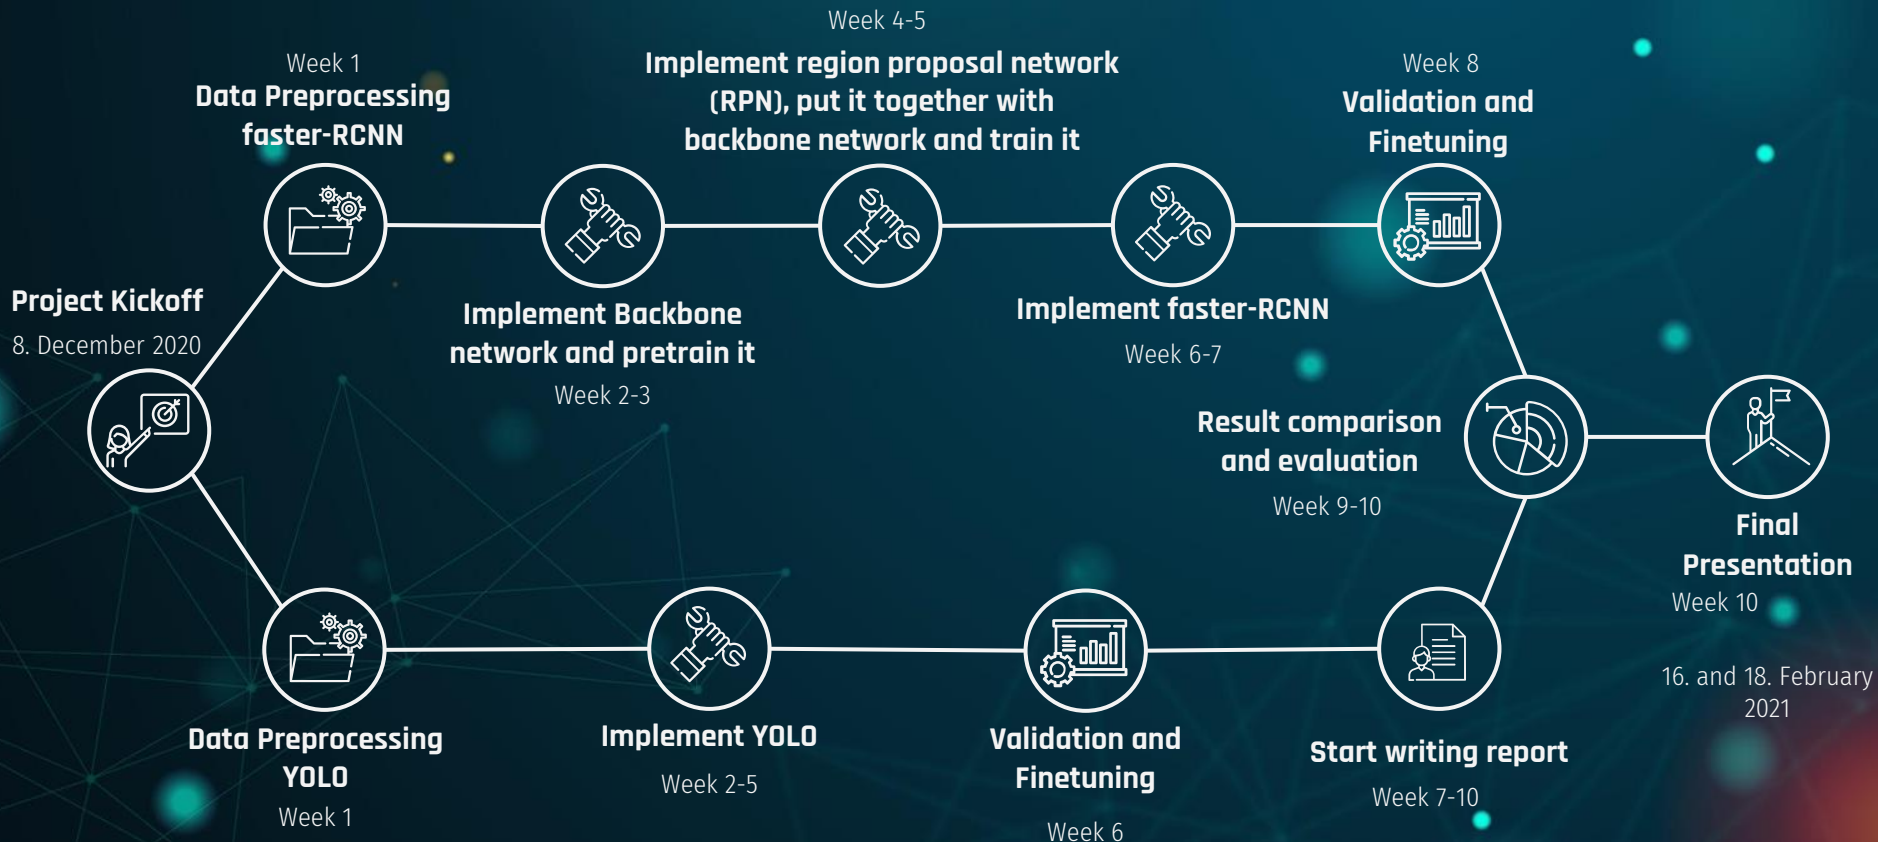 Project Kickoff
8. December 2020
Week 1
Data Preprocessing
faster-RCNN
Implement Backbone
network and pretrain it
Week 2-3
Week 4-5
Implement region proposal network
(RPN), put it together with
backbone network and train it
Implement faster-RCNN
Week 6-7
Week 8
Validation and
Finetuning
Data Preprocessing
YOLO
Week 1
Implement YOLO
Week 2-5
Validation and
Finetuning
Week 6
Start writing report
Week 7-10
Result comparison
and evaluation
Week 9-10
Final
Presentation
Week 10
16. and 18. February
2021